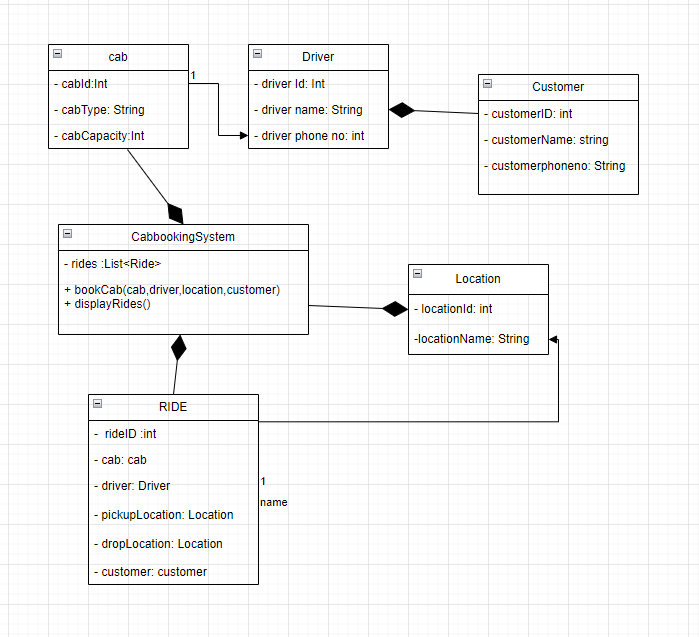 cab
- cabId:Int
- cabType: String
- cabCapacity:Int
1
Driver
- driver Id: Int
- driver name: String
- driver phone no: int
Customer
- customerID: int
- customerName: string
- customerphoneno: String
CabbookingSystem
- rides :List<Ride>
+ bookCab(cab,driver,location,customer)
+ displayRides()
Location
- locationId: int
-locationName: String
RIDE
- rideID :int
- cab: cab
- driver: Driver
- pickupLocation: Location
- dropLocation: Location
- customer: customer
1
name